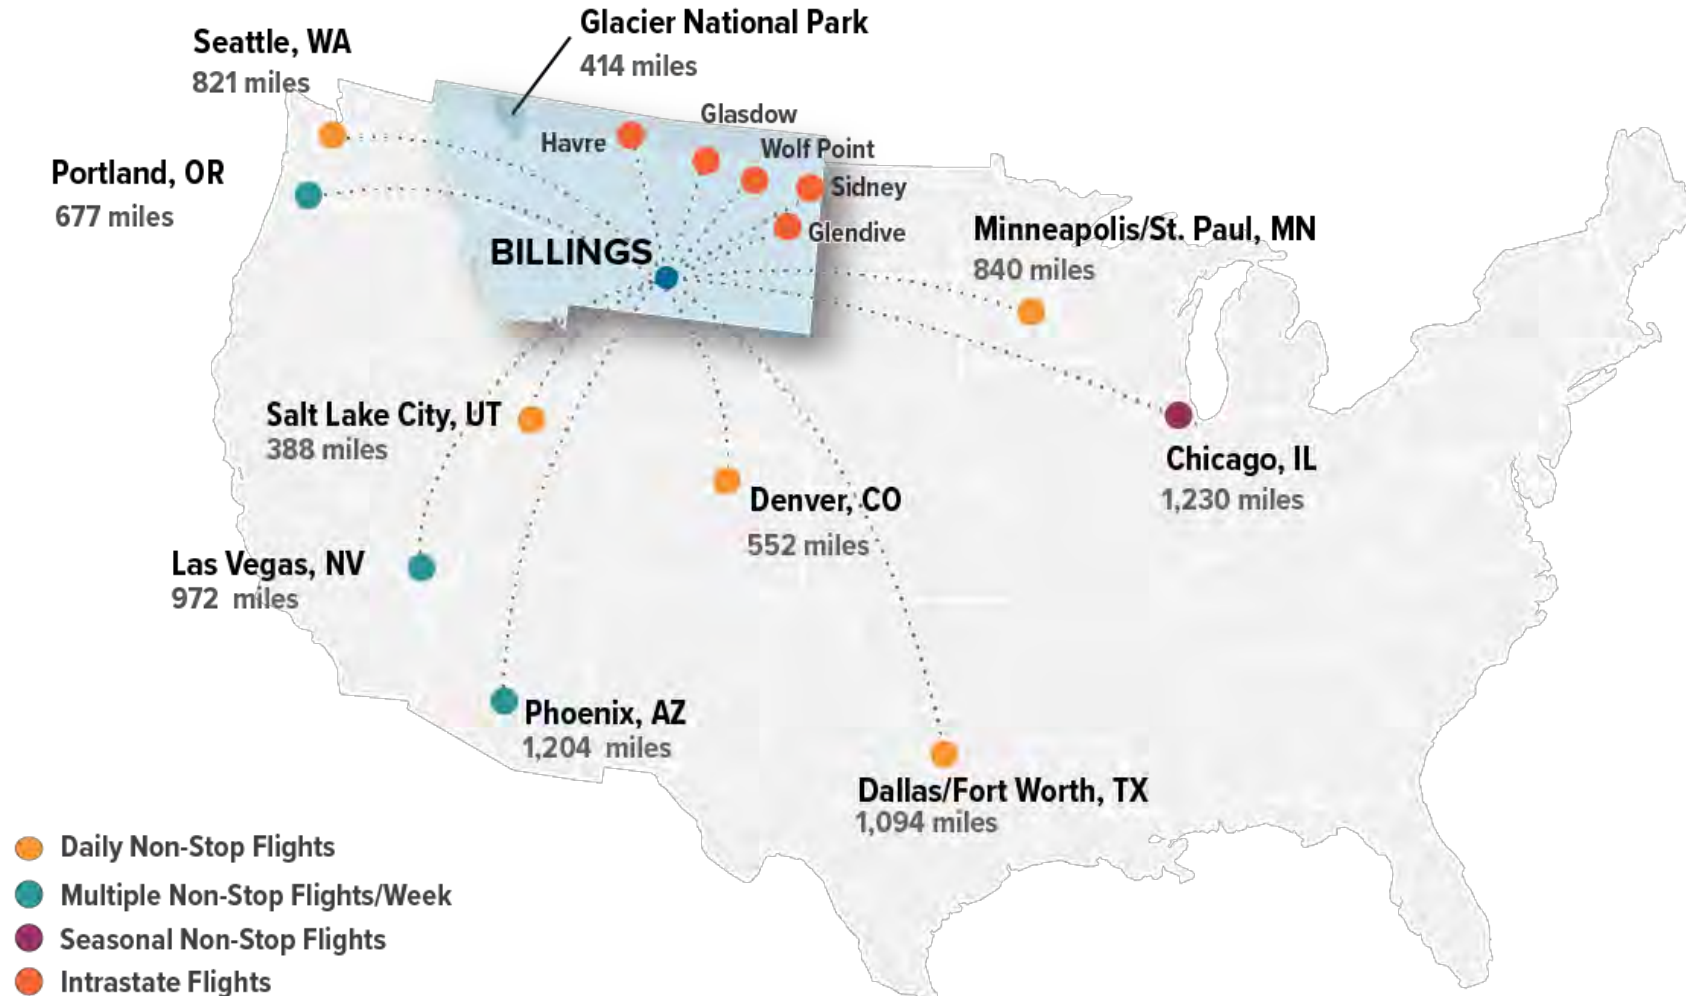 Glacier National Park
414 miles
Seattle, WA
821 miles
Glasdow
Havre
Wolf Point
Portland, OR
677 miles
Sidney
Glendive
Minneapolis/St. Paul, MN
840 miles
BILLINGS
Salt Lake City, UT
388 miles
Chicago, IL
1,230 miles
Denver, CO
552 miles
Las Vegas, NV
972 miles
Phoenix, AZ
1,204 miles
Dallas/Fort Worth, TX
1,094 miles
Daily Non-Stop Flights
Multiple Non-Stop Flights/Week
Seasonal Non-Stop Flights
Intrastate Flights